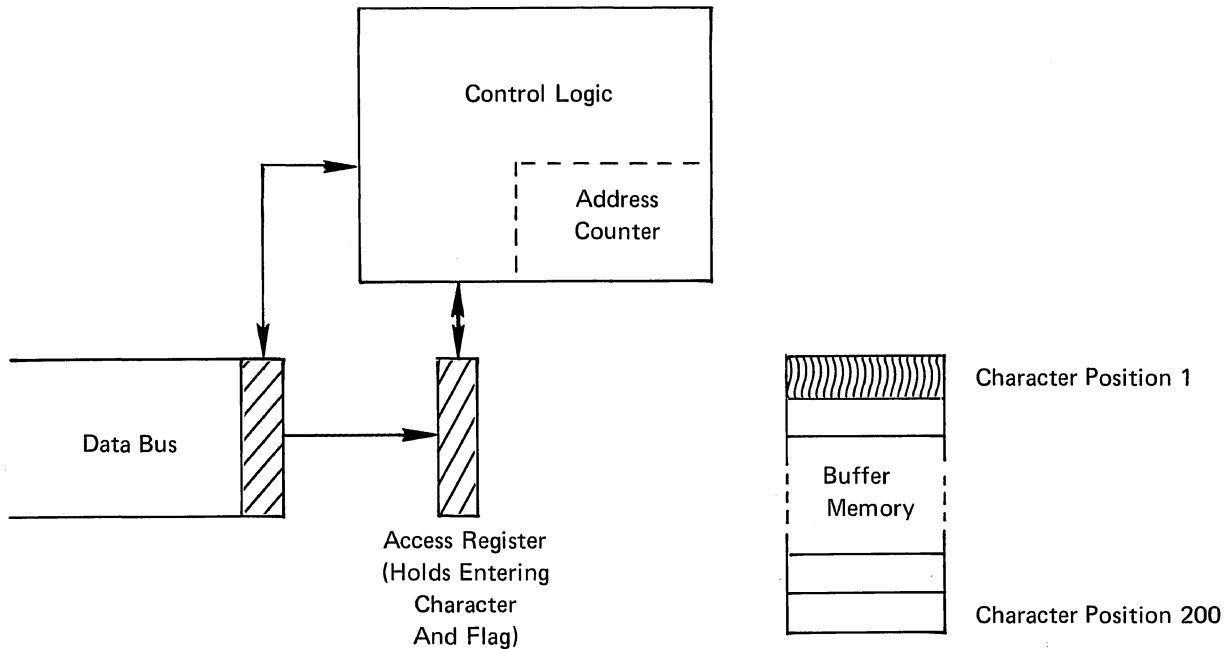 Control Logic
Address
Counter
Data Bus
Access Register
(Holds Entering
Character
And Flag)
Character Position 1
Buffer
Memory
Character Position 200